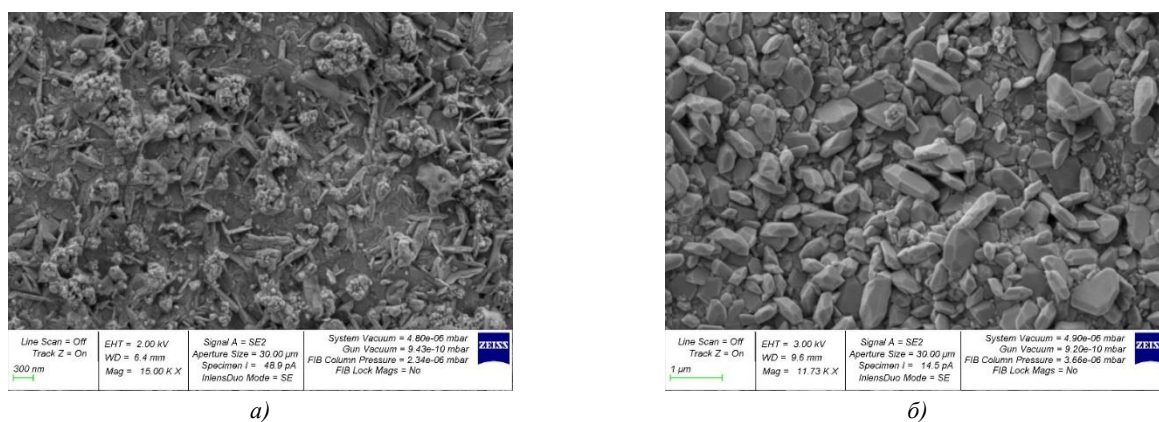 Line Scan = Off
Track Z = On
300 nm
EHT = 2.00 kV
WD = 6.4 mm
Mag = 15.00 K X
Signal A = SE2
Aperture Size = 30.00 µm
Specimen I = 48.9 pA
InlensDuo Mode = SE
System Vacuum = 4.80e-06 mbar
Gun Vacuum = 9.43e-10 mbar
FIB Column Pressure = 2.34e-06 mbar
FIB Lock Mags = No
ZEISS
а)
Line Scan = Off
Track Z = On
1 µm
EHT = 3.00 kV
WD = 9.6 mm
Mag = 11.73 K X
Signal A = SE2
Aperture Size = 30.00 µm
Specimen I = 14.5 pA
InlensDuo Mode = SE
System Vacuum = 4.90e-06 mbar
Gun Vacuum = 9.20e-10 mbar
FIB Column Pressure = 3.66e-06 mbar
FIB Lock Mags = No
ZEISS
б)